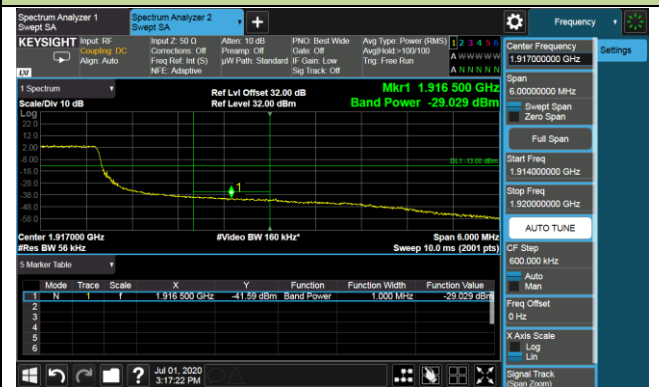 Spectrum Analyzer 1
Swept SA
Spectrum Analyzer 2
Swept SA
+
Frequency
KEYSIGHT
Input: RF
Coupling: DC
Align: Auto
Input Z: 50 Ω
Corrections: Off
Freq Ref: Int (S)
NFE: Adaptive
Atten: 10 dB
Preamp: Off
µW Path: Standard
PNO: Best Wide
Gate: Off
IF Gain: Low
Sig Track: Off
Avg Type: Power (RMS)
Avg|Hold:>100/100
Trig: Free Run
1 2 3 4 5 6
A W W W W W
A N N N N N
LXI
1 Spectrum
Scale/Div 10 dB
Ref Lvl Offset 32.00 dB
Ref Level 32.00 dBm
Mkr1 1.916 500 GHz
Band Power -29.029 dBm
Log
22.0
12.0
2.00
-8.00
-18.0
-28.0
-38.0
-48.0
-58.0
DL1 -13.00 dBm
1
Center 1.917000 GHz
#Res BW 56 kHz
#Video BW 160 kHz*
Span 6.000 MHz
Sweep 10.0 ms (2001 pts)
5 Marker Table
Mode Trace Scale X Y Function Function Width Function Value
1 N 1 f 1.916 500 GHz -41.59 dBm Band Power 1.000 MHz -29.029 dBm
2
3
4
5
6
Center Frequency
1.917000000 GHz
Settings
Span
6.00000000 MHz
Swept Span
Zero Span
Full Span
Start Freq
1.914000000 GHz
Stop Freq
1.920000000 GHz
AUTO TUNE
CF Step
600.000 kHz
Auto
Man
Freq Offset
0 Hz
X Axis Scale
Log
Lin
Signal Track
(Span Zoom)
?
Jul 01, 2020
3:17:22 PM